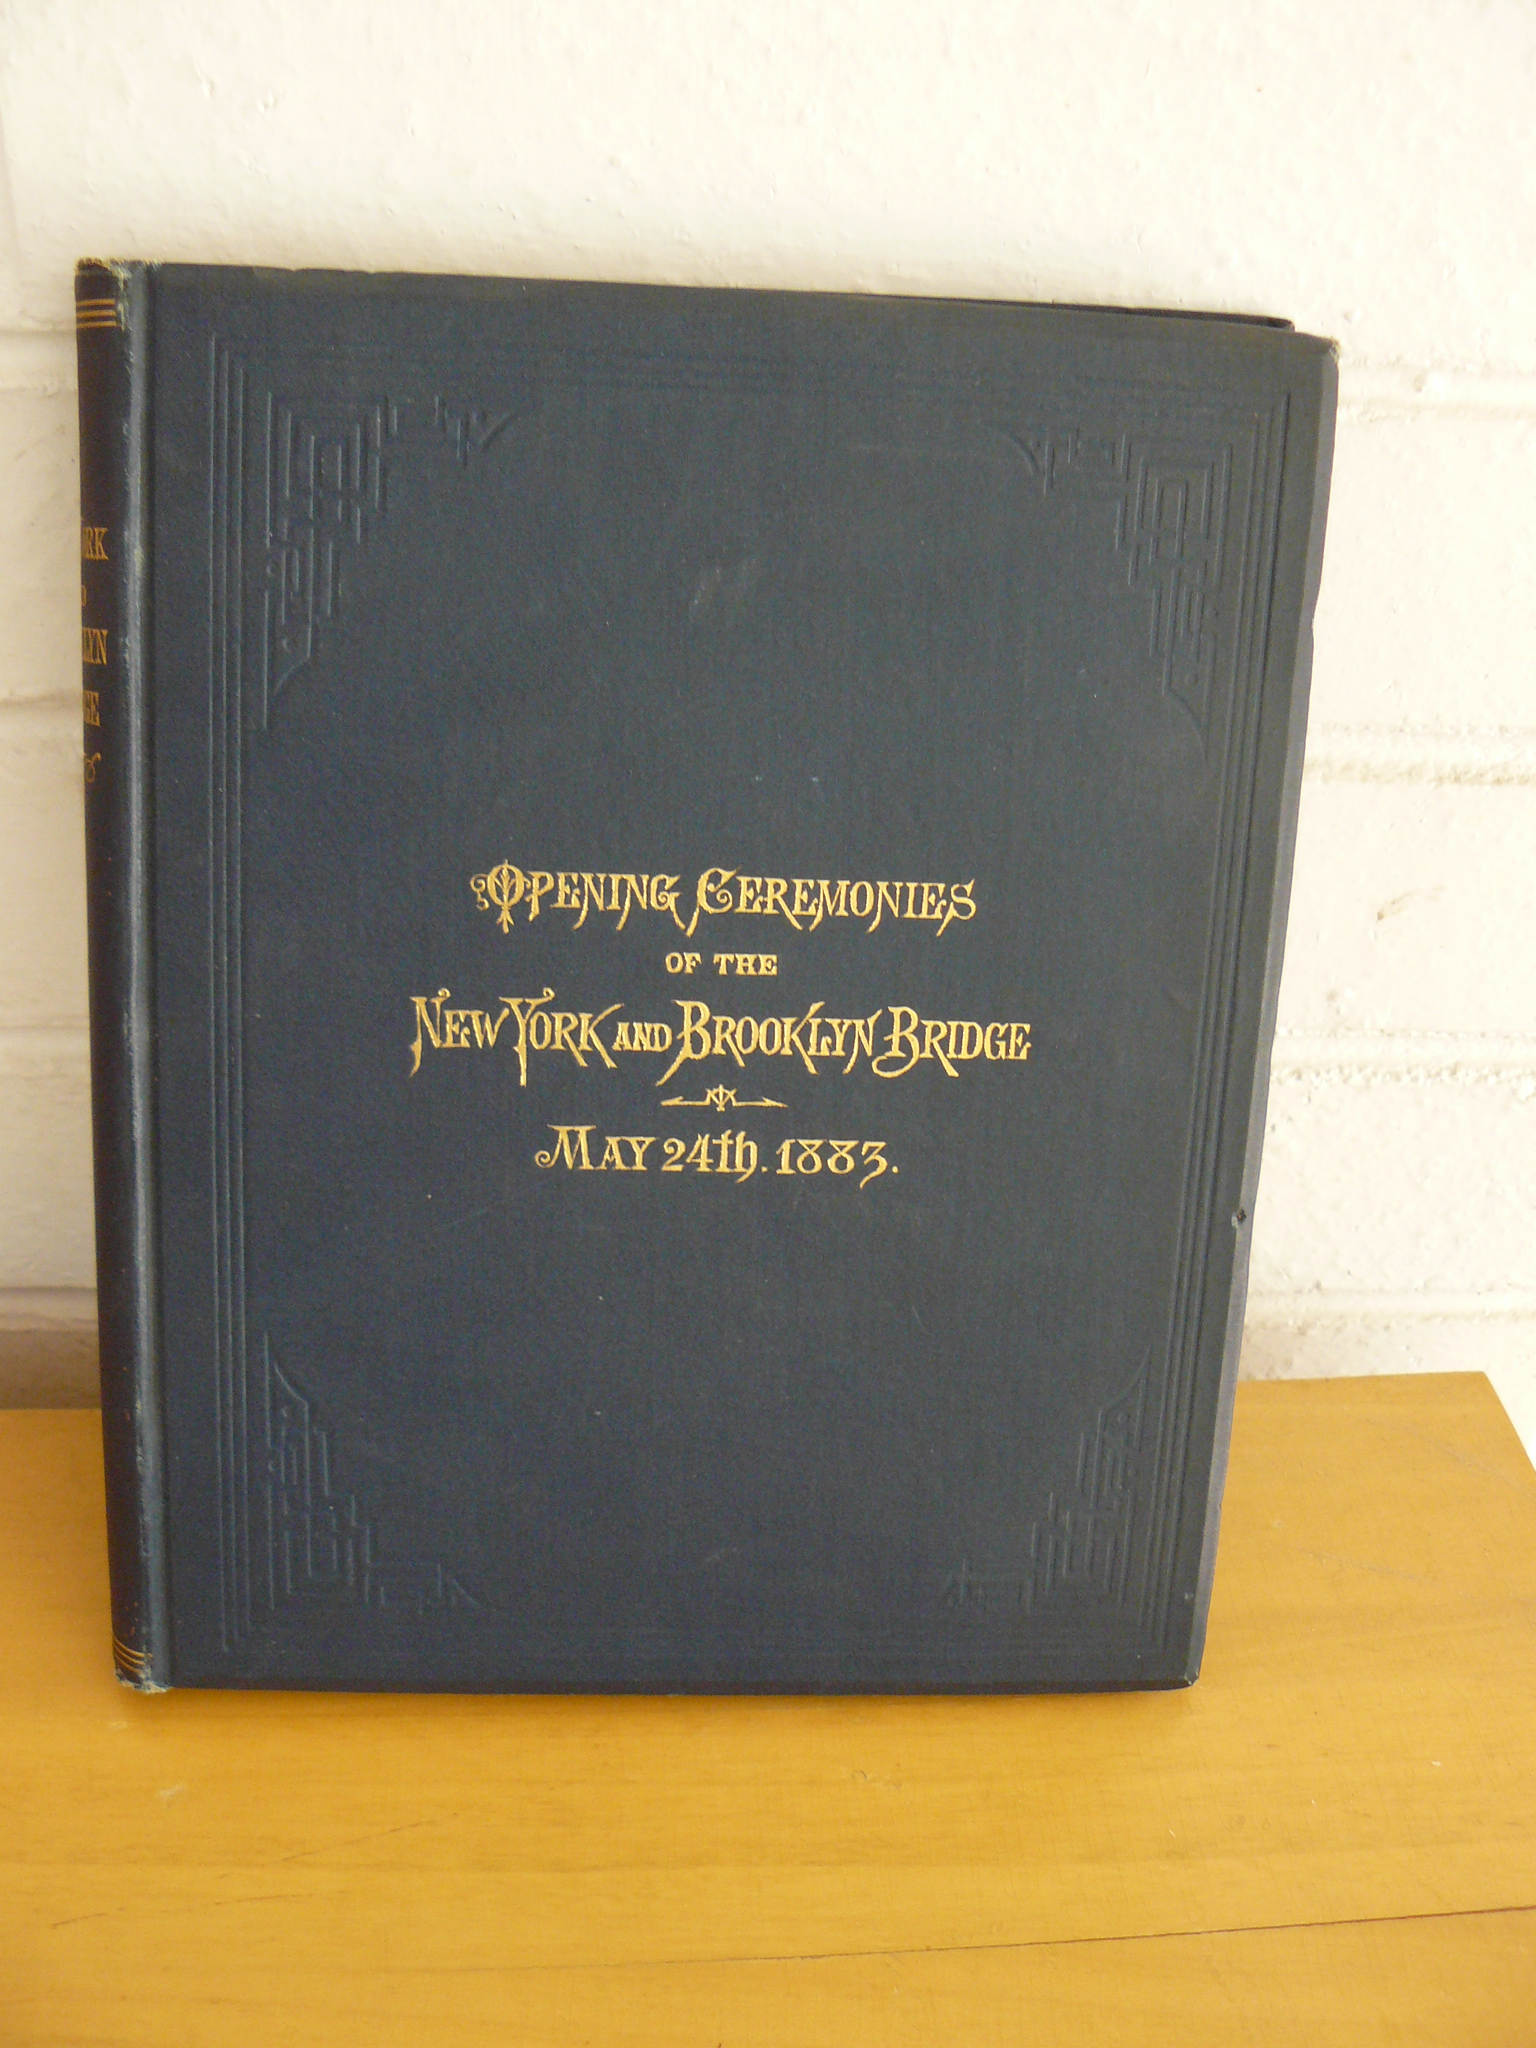 Opening Ceremonies
OF THE
New York and Brooklyn Bridge
May 24th. 1883.